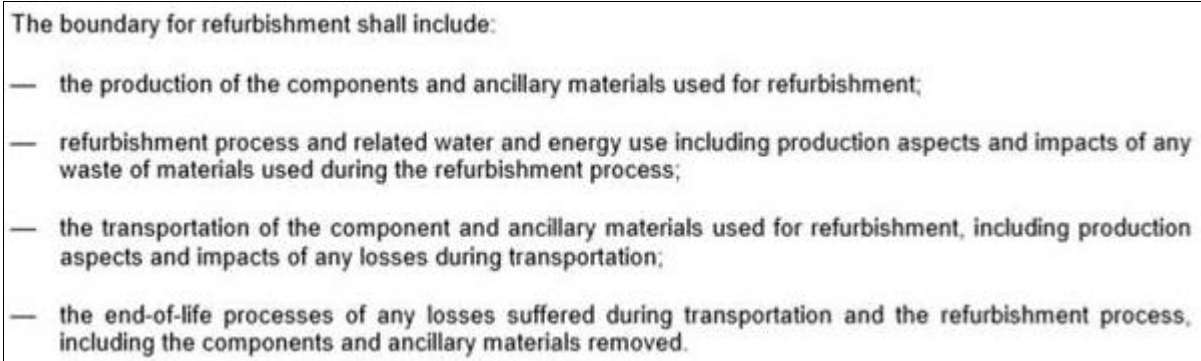 The boundary for refurbishment shall include:
— the production of the components and ancillary materials used for refurbishment;
— refurbishment process and related water and energy use including production aspects and impacts of any
waste of materials used during the refurbishment process;
— the transportation of the component and ancillary materials used for refurbishment, including production
aspects and impacts of any losses during transportation;
— the end-of-life processes of any losses suffered during transportation and the refurbishment process,
including the components and ancillary materials removed.